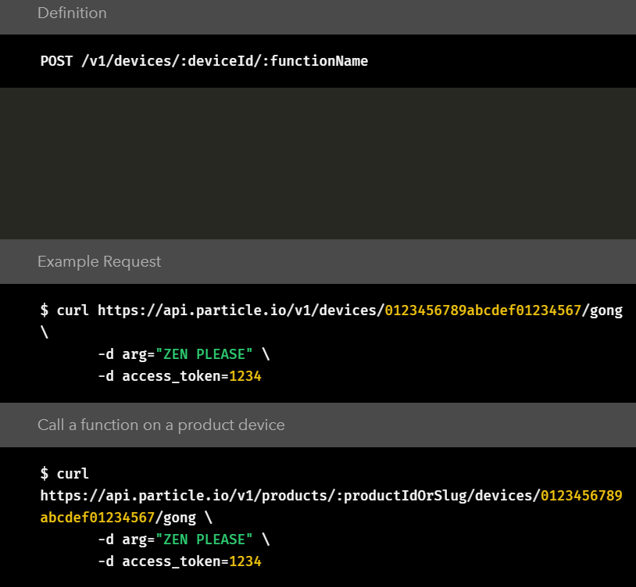 Definition
POST /v1/devices/:deviceId/:functionName
Example Request
$ curl https://api.particle.io/v1/devices/0123456789abcdef01234567/gong
\
-d arg="ZEN PLEASE" \
-d access_token=1234
Call a function on a product device
$ curl
https://api.particle.io/v1/products/:productIdOrSlug/devices/0123456789
abcdef01234567/gong \
-d arg="ZEN PLEASE" \
-d access_token=1234